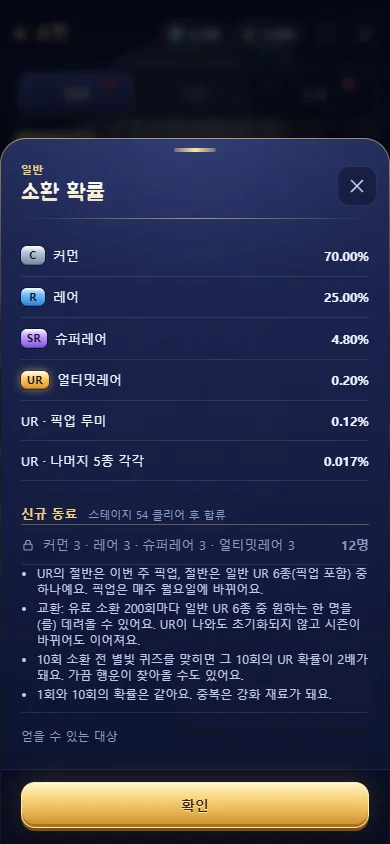 일반
소환 확률
C 커먼 70.00%
R 레어 25.00%
SR 슈퍼레어 4.80%
UR 얼티밋레어 0.20%
UR · 픽업 루미 0.12%
UR · 나머지 5종 각각 0.017%
신규 동료 스테이지 54 클리어 후 합류
커먼 3 · 레어 3 · 슈퍼레어 3 · 얼티밋레어 3 12명
• UR의 절반은 이번 주 픽업, 절반은 일반 UR 6종(픽업 포함) 중
하나예요. 픽업은 매주 월요일에 바뀌어요.
• 교환: 유료 소환 200회마다 일반 UR 6종 중 원하는 한 명을
(를) 데려올 수 있어요. UR이 나와도 초기화되지 않고 시즌이
바뀌어도 이어져요.
• 10회 소환 전 별빛 퀴즈를 맞히면 그 10회의 UR 확률이 2배가
돼요. 가끔 행운이 찾아올 수도 있어요.
• 1회와 10회의 확률은 같아요. 중복은 강화 재료가 돼요.
얻을 수 있는 대상
확인